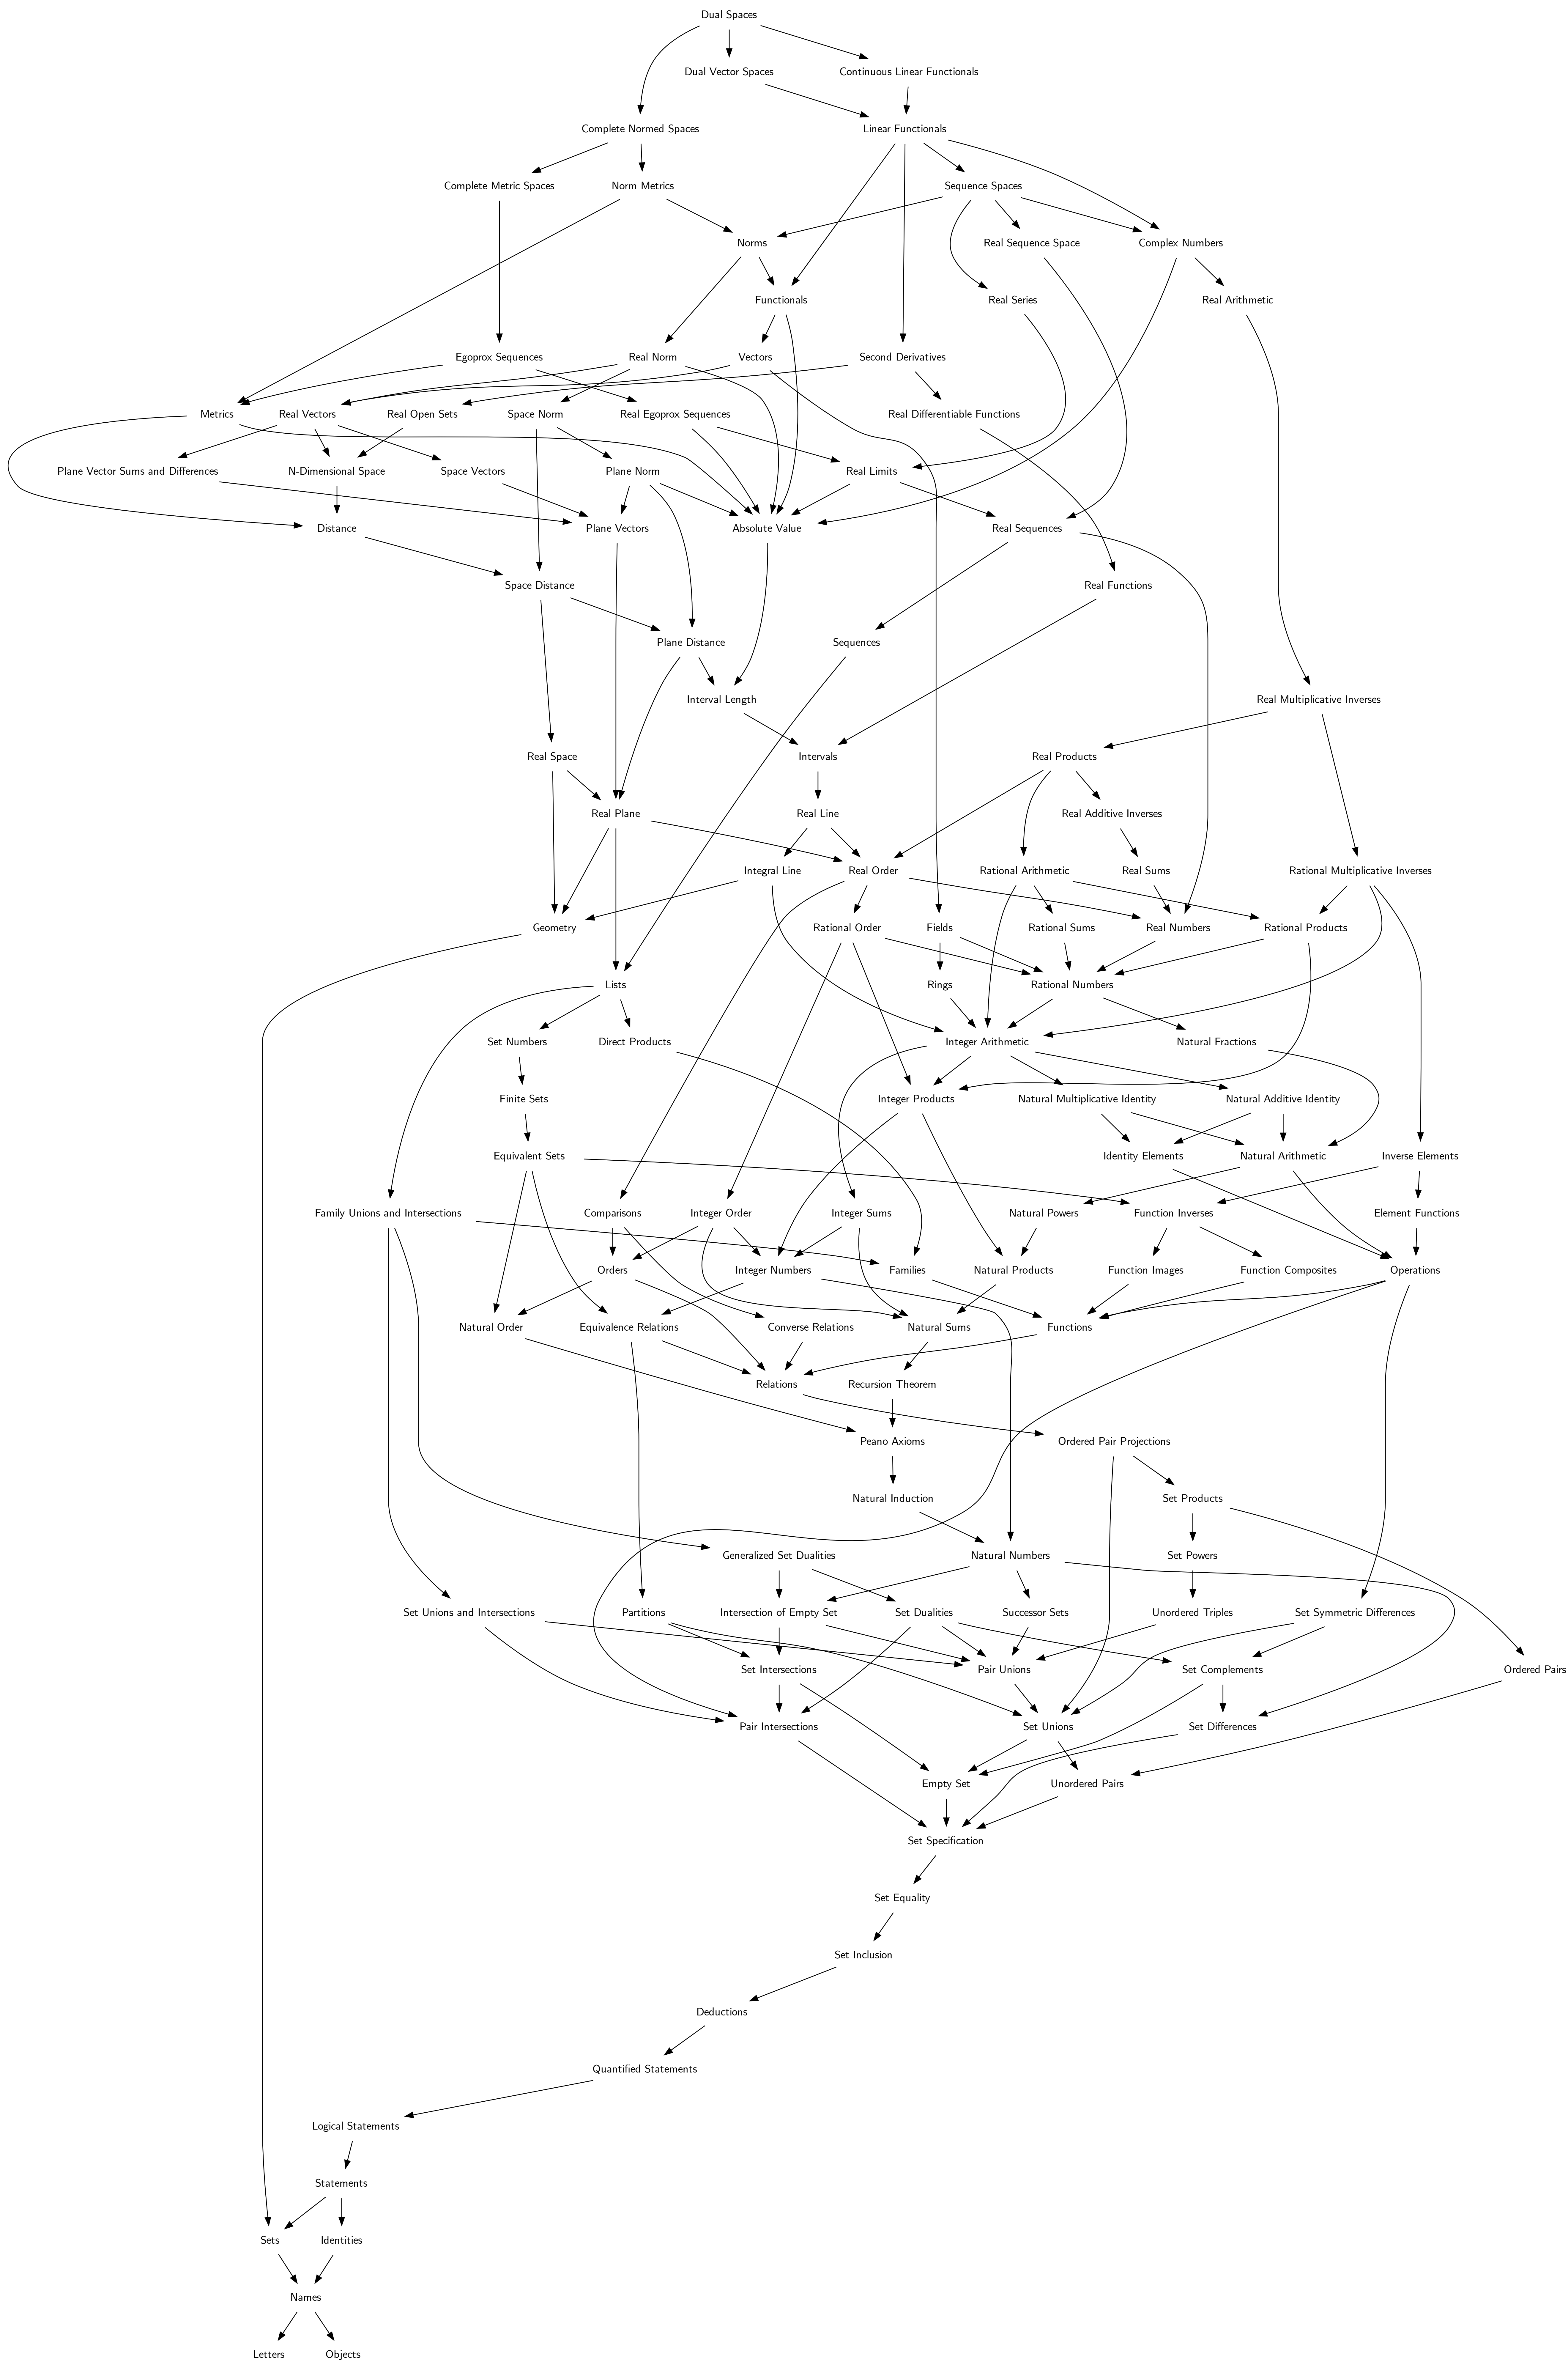 Dual Spaces
Dual Vector Spaces
Continuous Linear Functionals
Complete Normed Spaces
Linear Functionals
Complete Metric Spaces
Norm Metrics
Sequence Spaces
Norms
Real Sequence Space
Complex Numbers
Functionals
Real Series
Real Arithmetic
Egoprox Sequences
Real Norm
Vectors
Second Derivatives
Metrics
Real Vectors
Real Open Sets
Space Norm
Real Egoprox Sequences
Real Differentiable Functions
Plane Vector Sums and Differences
N-Dimensional Space
Space Vectors
Plane Norm
Real Limits
Distance
Plane Vectors
Absolute Value
Real Sequences
Space Distance
Real Functions
Plane Distance
Sequences
Interval Length
Real Multiplicative Inverses
Real Space
Intervals
Real Products
Real Plane
Real Line
Real Additive Inverses
Integral Line
Real Order
Rational Arithmetic
Real Sums
Rational Multiplicative Inverses
Geometry
Rational Order
Fields
Rational Sums
Real Numbers
Rational Products
Lists
Rings
Rational Numbers
Set Numbers
Direct Products
Integer Arithmetic
Natural Fractions
Finite Sets
Integer Products
Natural Multiplicative Identity
Natural Additive Identity
Equivalent Sets
Identity Elements
Natural Arithmetic
Inverse Elements
Family Unions and Intersections
Comparisons
Integer Order
Integer Sums
Natural Powers
Function Inverses
Element Functions
Orders
Integer Numbers
Families
Natural Products
Function Images
Function Composites
Operations
Natural Order
Equivalence Relations
Converse Relations
Natural Sums
Functions
Relations
Recursion Theorem
Peano Axioms
Ordered Pair Projections
Natural Induction
Set Products
Generalized Set Dualities
Natural Numbers
Set Powers
Set Unions and Intersections
Partitions
Intersection of Empty Set
Set Dualities
Successor Sets
Unordered Triples
Set Symmetric Differences
Set Intersections
Pair Unions
Set Complements
Ordered Pairs
Pair Intersections
Set Unions
Set Differences
Empty Set
Unordered Pairs
Set Specification
Set Equality
Set Inclusion
Deductions
Quantified Statements
Logical Statements
Statements
Sets
Identities
Names
Letters
Objects